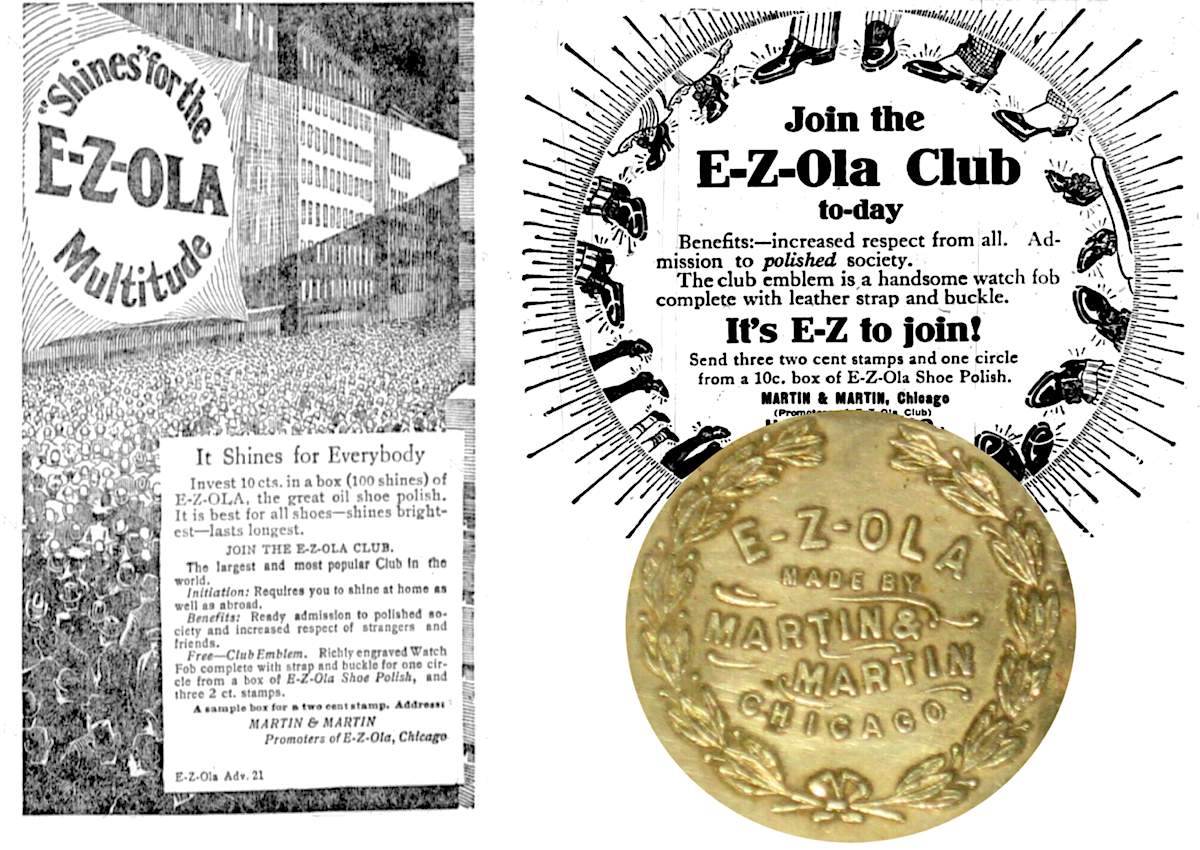 "Shines" for the
E-Z-OLA
Multitude
It Shines for Everybody
Invest 10 cts. in a box (100 shines) of
E-Z-OLA, the great oil shoe polish.
It is best for all shoes—shines bright-
est—lasts longest.
JOIN THE E-Z-OLA CLUB.
The largest and most popular Club in the
world.
Initiation: Requires you to shine at home as
well as abroad.
Benefits: Ready admission to polished so-
ciety and increased respect of strangers and
friends.
Free—Club Emblem. Richly engraved Watch
Fob complete with strap and buckle for one cir-
cle from a box of E-Z-Ola Shoe Polish, and
three 2 ct. stamps.
A sample box for a two cent stamp. Address:
MARTIN & MARTIN
Promoters of E-Z-Ola, Chicago
E-Z-Ola Adv. 21
Join the
E-Z-Ola Club
to-day
Benefits:—increased respect from all. Ad-
mission to polished society.
The club emblem is a handsome watch fob
complete with leather strap and buckle.
It's E-Z to join!
Send three two cent stamps and one circle
from a 10c. box of E-Z-Ola Shoe Polish.
MARTIN & MARTIN, Chicago
E-Z-Ola Club)
E-Z-OLA
MADE BY
MARTIN &
MARTIN
CHICAGO